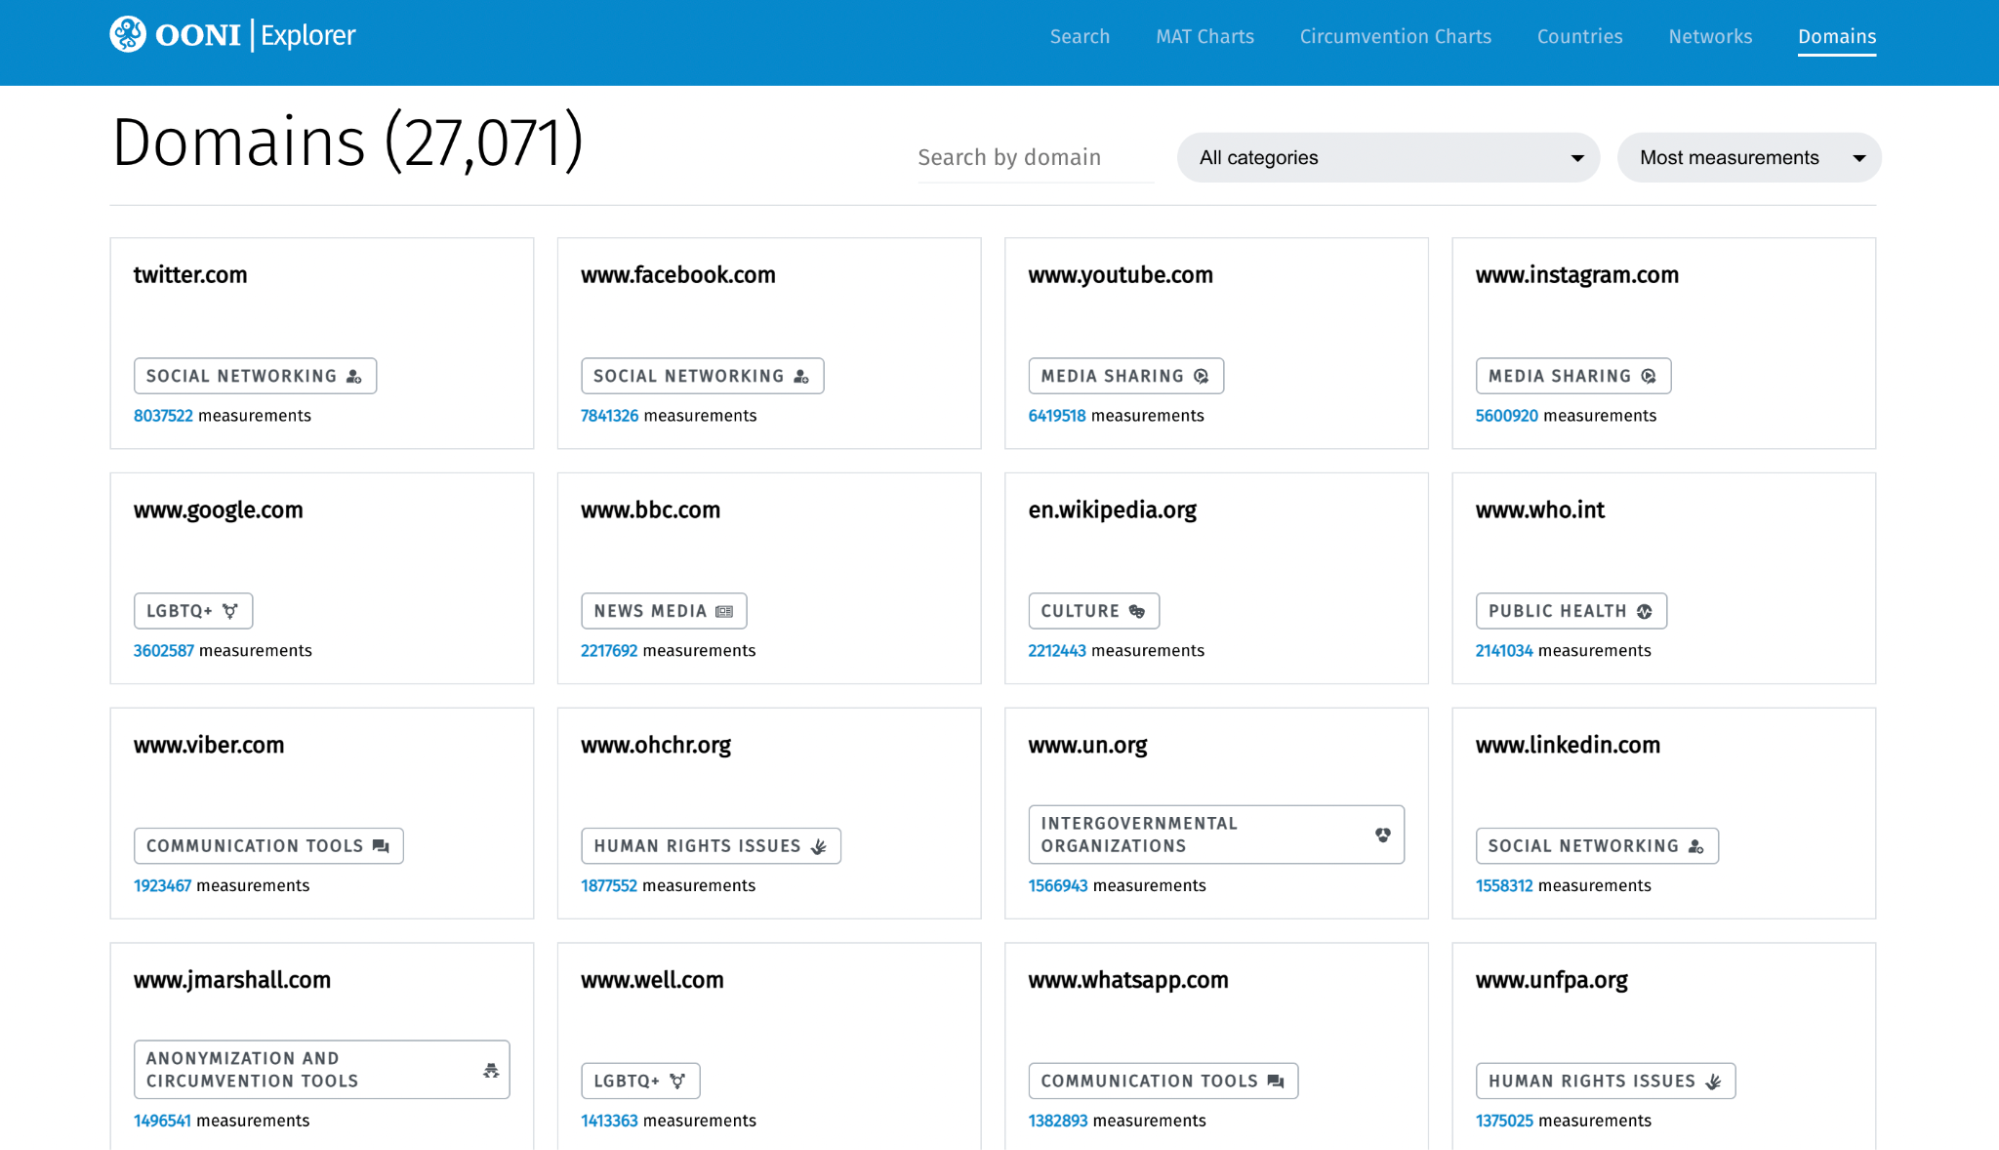 OONI | Explorer
Search
MAT Charts
Circumvention Charts
Countries
Networks
Domains
Domains (27,071)
Search by domain
All categories
Most measurements
twitter.com
SOCIAL NETWORKING
8037522 measurements
www.facebook.com
SOCIAL NETWORKING
7841326 measurements
www.youtube.com
MEDIA SHARING
6419518 measurements
www.instagram.com
MEDIA SHARING
5600920 measurements
www.google.com
LGBTQ+
3602587 measurements
www.bbc.com
NEWS MEDIA
2217692 measurements
en.wikipedia.org
CULTURE
2212443 measurements
www.who.int
PUBLIC HEALTH
2141034 measurements
www.viber.com
COMMUNICATION TOOLS
1923467 measurements
www.ohchr.org
HUMAN RIGHTS ISSUES
1877552 measurements
www.un.org
INTERGOVERNMENTAL
ORGANIZATIONS
1566943 measurements
www.linkedin.com
SOCIAL NETWORKING
1558312 measurements
www.jmarshall.com
ANONYMIZATION AND
CIRCUMVENTION TOOLS
1496541 measurements
www.well.com
LGBTQ+
1413363 measurements
www.whatsapp.com
COMMUNICATION TOOLS
1382893 measurements
www.unfpa.org
HUMAN RIGHTS ISSUES
1375025 measurements